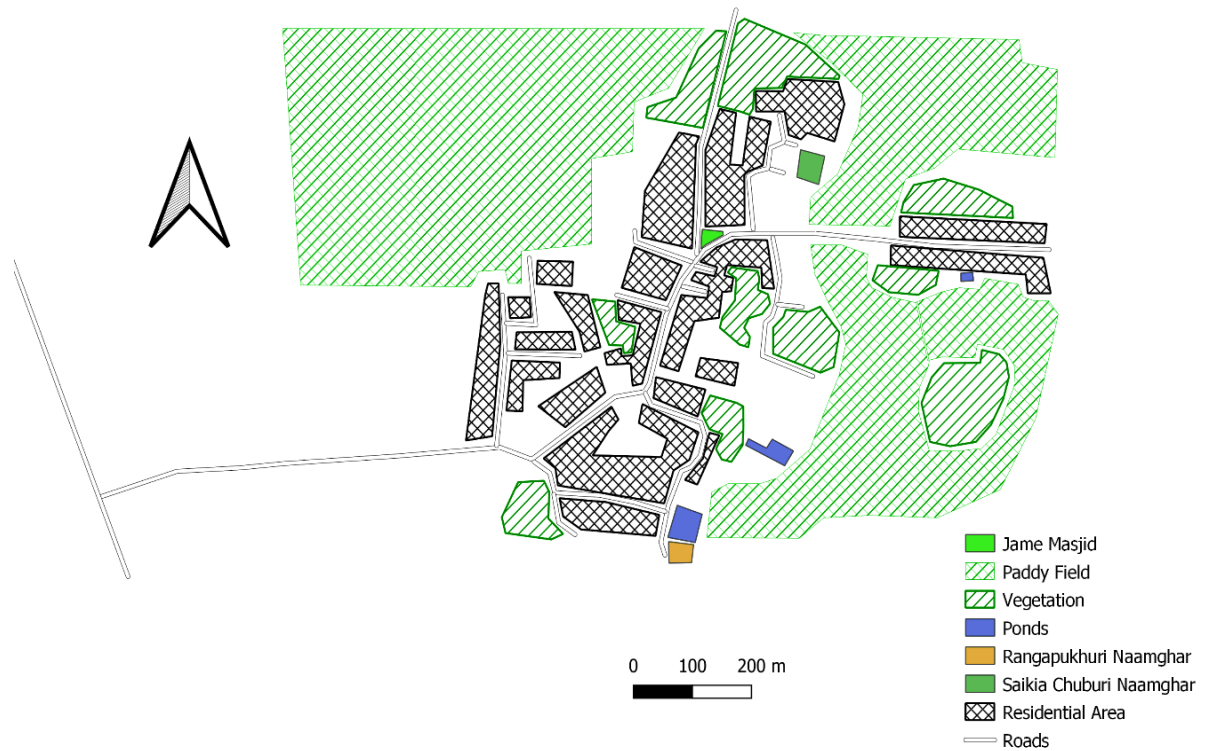 Jame Masjid
Paddy Field
Vegetation
Ponds
Rangapukhuri Naamghar
0 100 200 m
Saikia Chuburi Naamghar
Residential Area
Roads